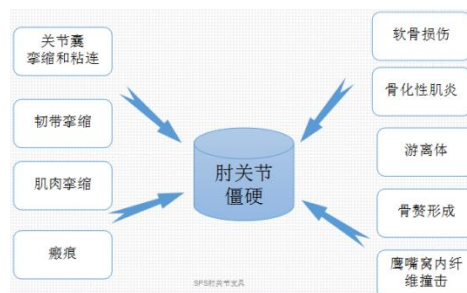 关节囊
挛缩和粘连
韧带挛缩
肌肉挛缩
瘢痕
肘关节
僵硬
软骨损伤
骨化性肌炎
游离体
骨赘形成
鹰嘴窝内纤
维撞击
SPS肘关节支具